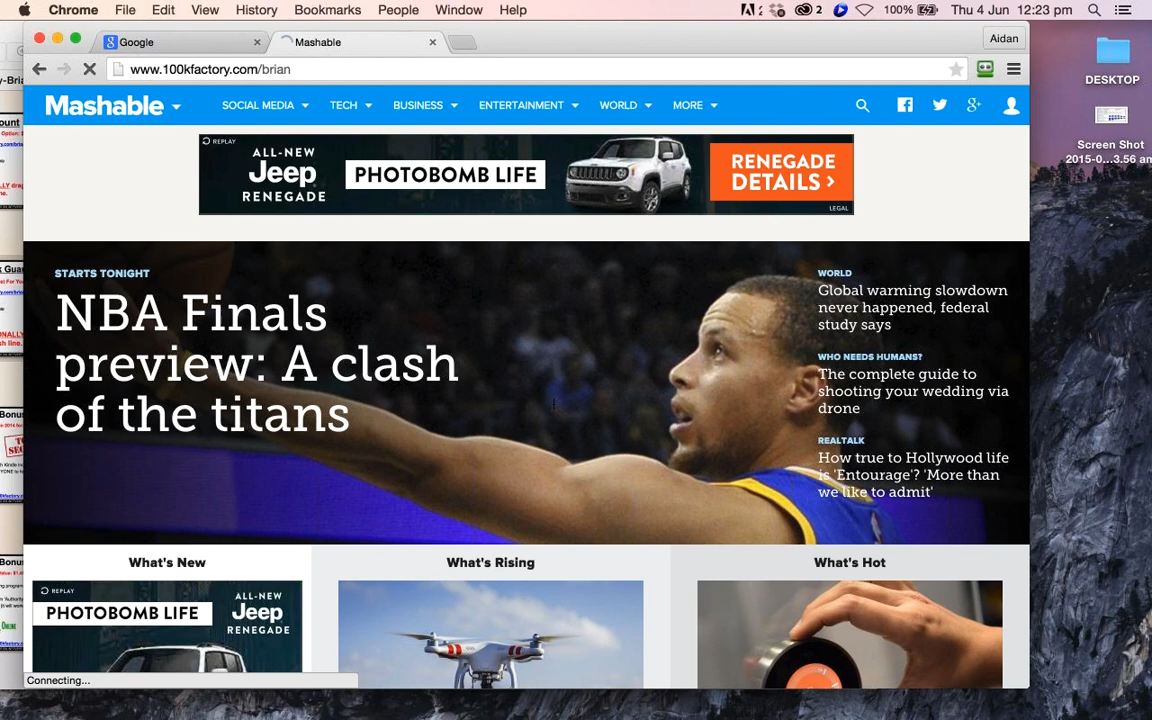 Chrome File Edit View History Bookmarks People Window Help
2 2 100% Thu 4 Jun 12:23 pm
Google Mashable Aidan
www.100kfactory.com/brian
Mashable SOCIAL MEDIA TECH BUSINESS ENTERTAINMENT WORLD MORE
REPLAY
ALL-NEW
Jeep
RENEGADE
PHOTOBOMB LIFE
RENEGADE
DETAILS >
LEGAL
STARTS TONIGHT
NBA Finals
preview: A clash
of the titans
WORLD
Global warming slowdown
never happened, federal
study says
WHO NEEDS HUMANS?
The complete guide to
shooting your wedding via
drone
REALTALK
How true to Hollywood life
is 'Entourage'? 'More than
we like to admit'
What's New
What's Rising
What's Hot
REPLAY
PHOTOBOMB LIFE
ALL-NEW
Jeep
RENEGADE
Connecting...
DESKTOP
Screen Shot
2015-0...3.56 am